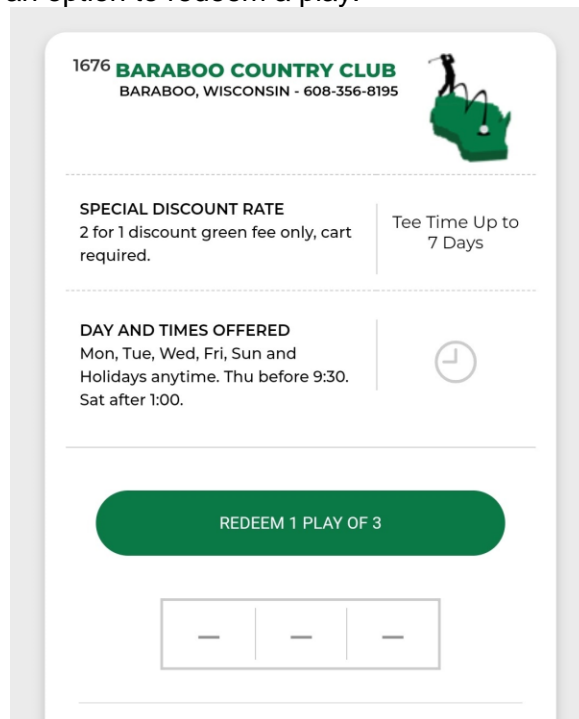 an option to redeem a play.
1676 BARABOO COUNTRY CLUB
BARABOO, WISCONSIN - 608-356-8195
SPECIAL DISCOUNT RATE
2 for 1 discount green fee only, cart
required.
Tee Time Up to
7 Days
DAY AND TIMES OFFERED
Mon, Tue, Wed, Fri, Sun and
Holidays anytime. Thu before 9:30.
Sat after 1:00.
REDEEM 1 PLAY OF 3
— — —